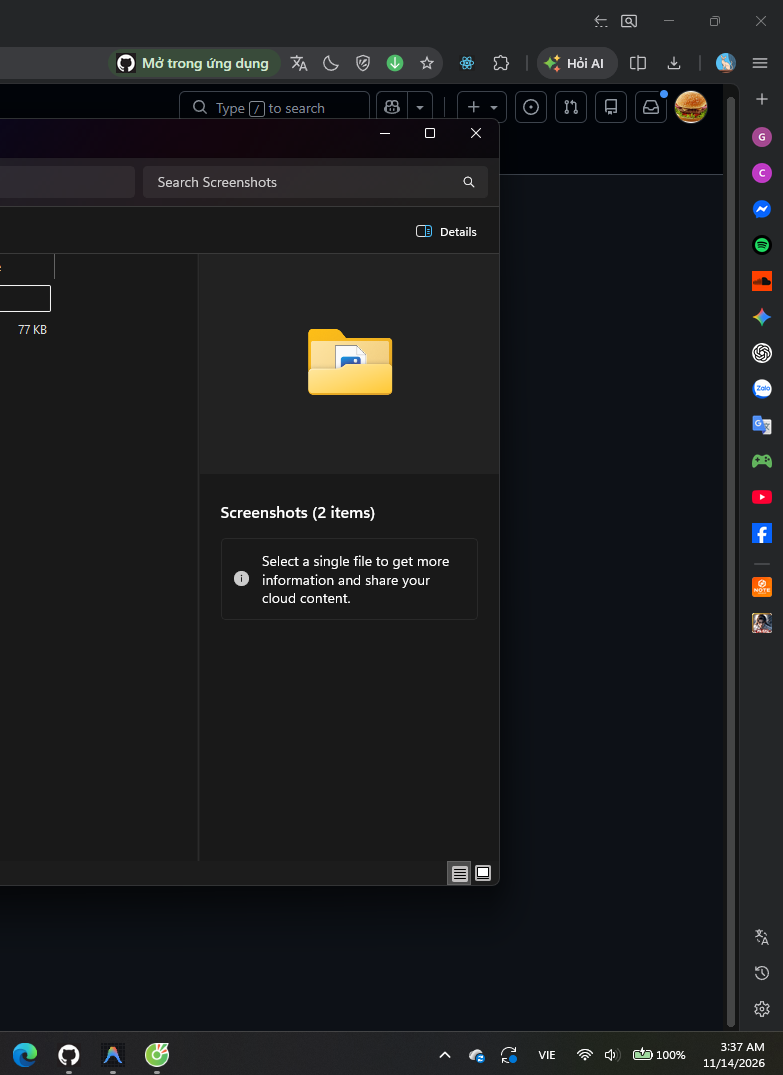 Mở trong ứng dụng
Hỏi AI
Type / to search
Search Screenshots
Details
77 KB
Screenshots (2 items)
Select a single file to get more
information and share your
cloud content.
G
C
Zalo
NOTE
VIE
100%
3:37 AM
11/14/2026